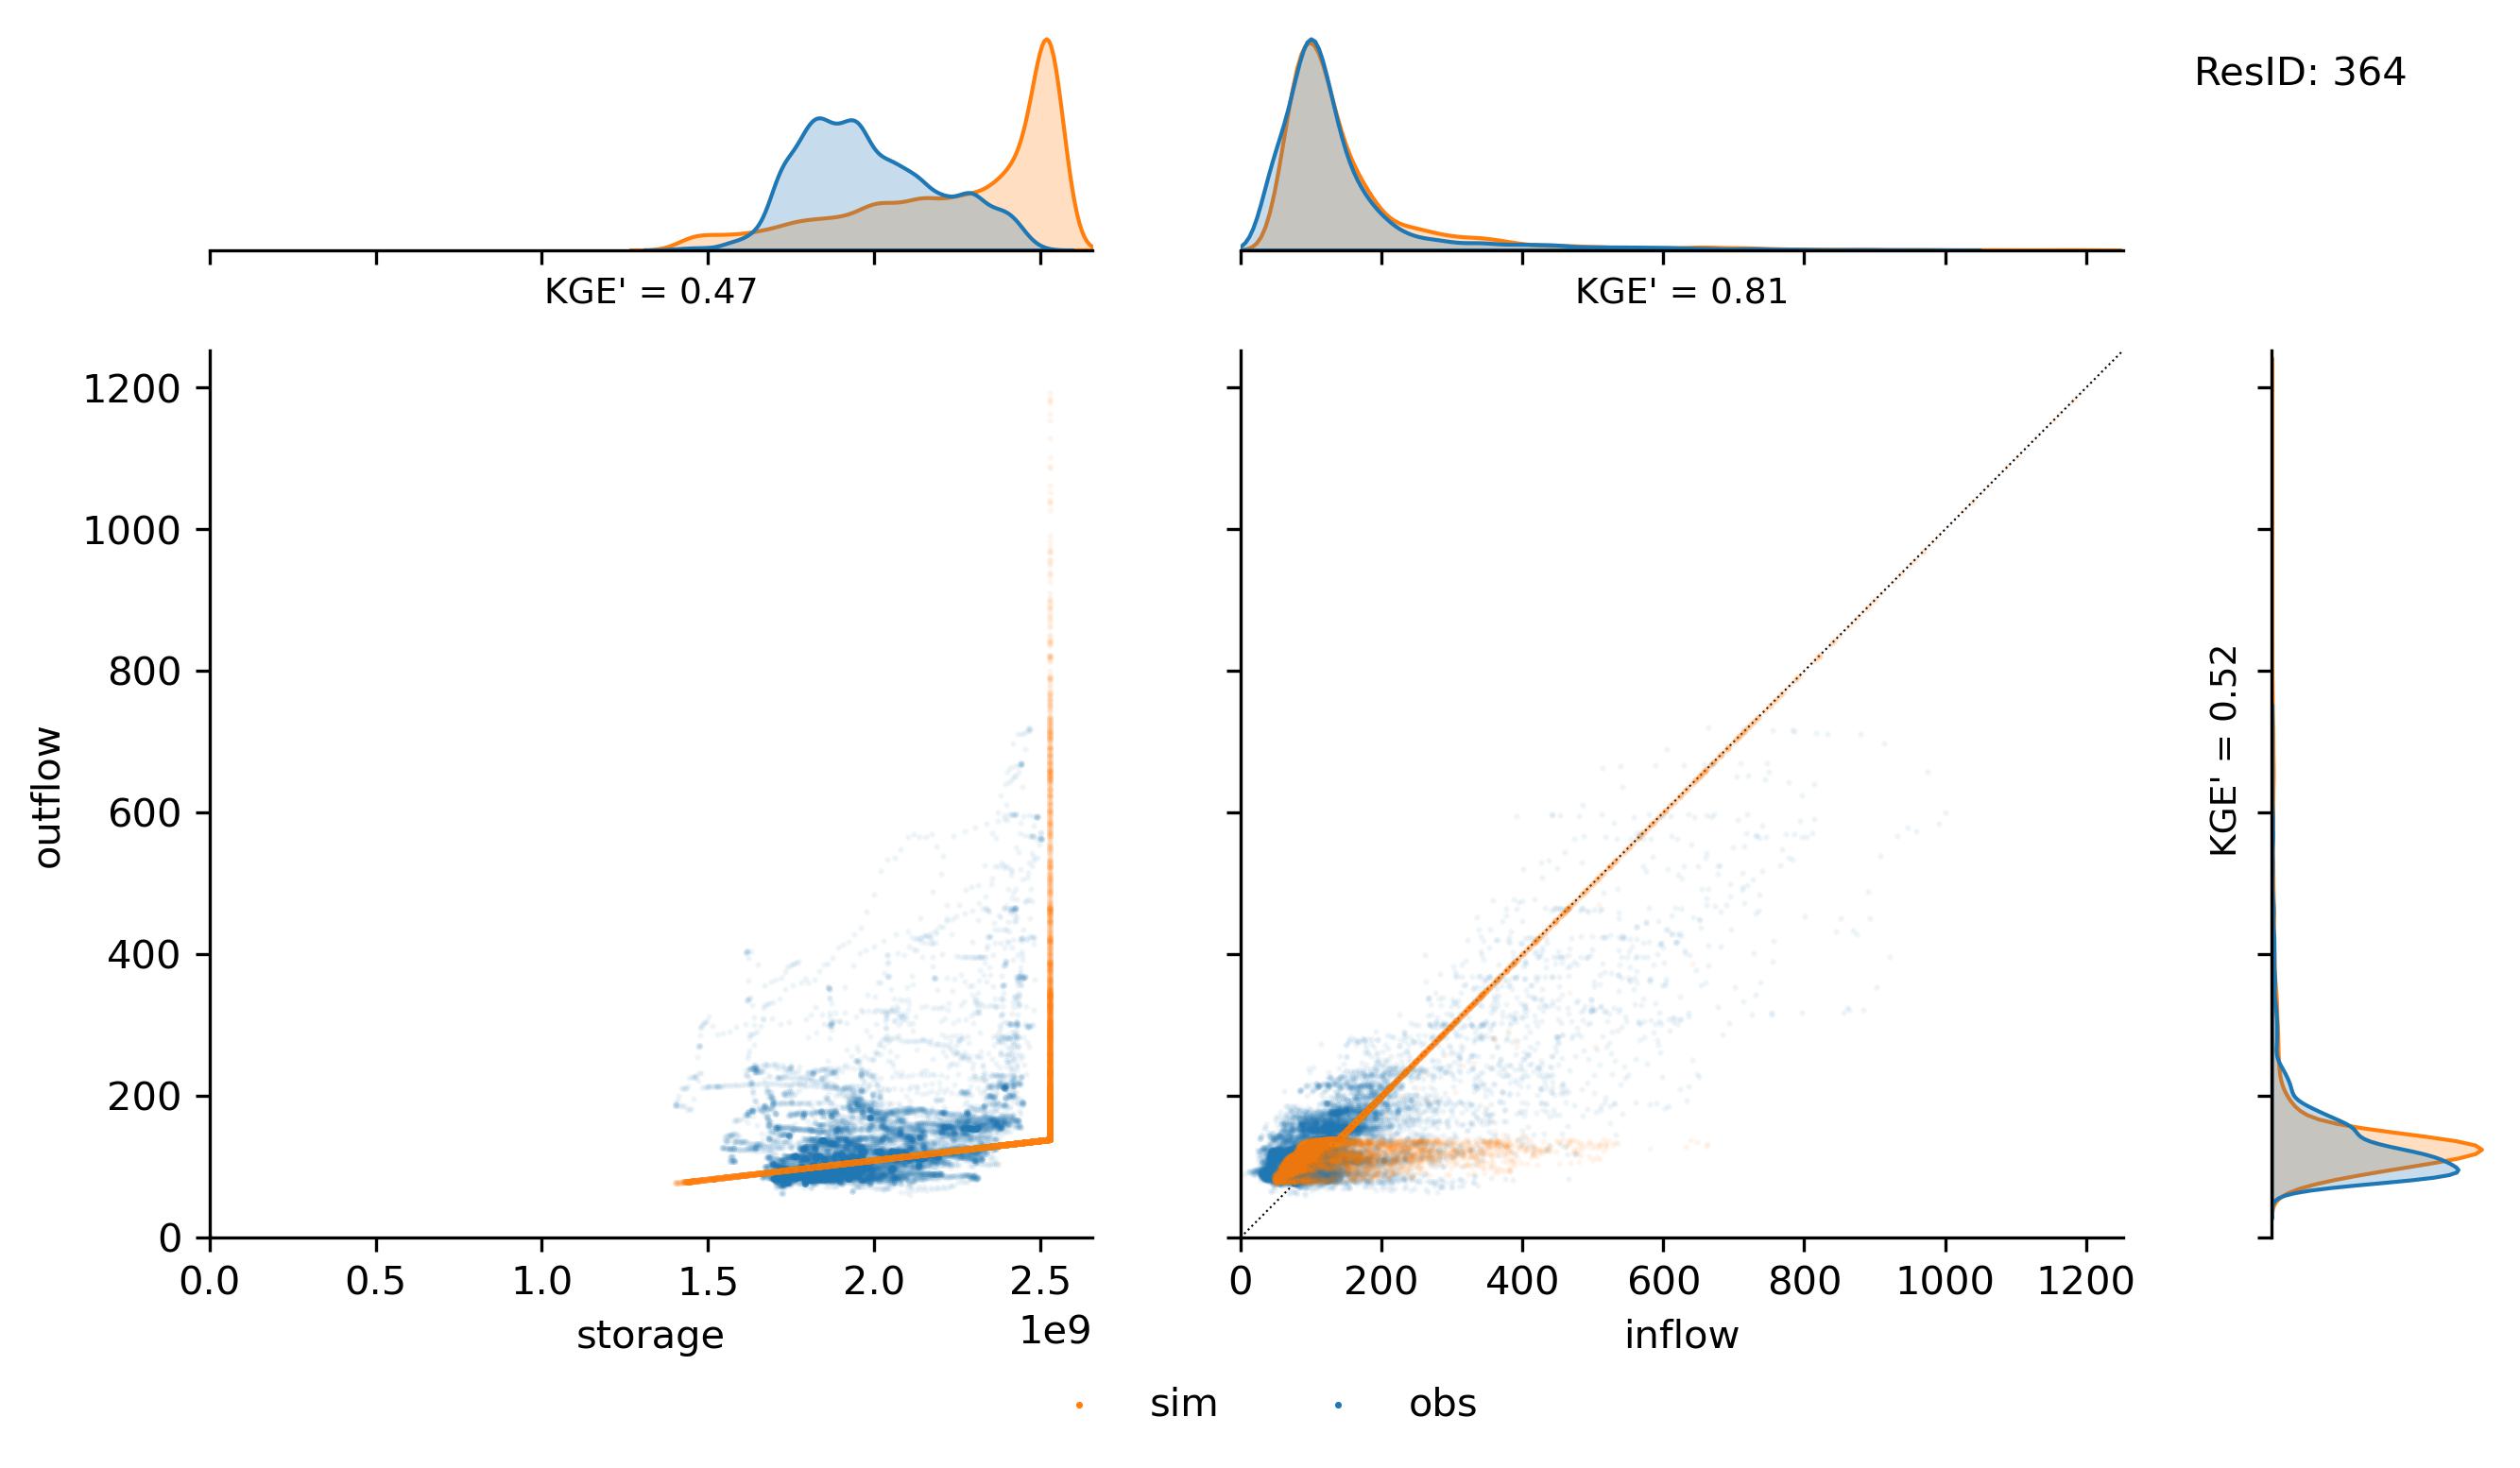 ResID: 364
KGE' = 0.47
KGE' = 0.81
1200
1000
800
600
400
200
0
outflow
KGE' = 0.52
0.0 0.5 1.0 1.5 2.0 2.5
1e9
storage
0 200 400 600 800 1000 1200
inflow
sim obs